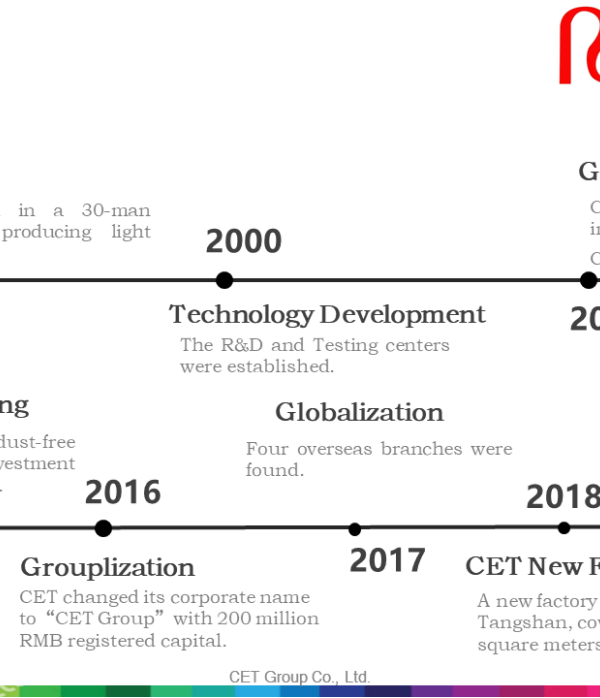 G
in a 30-man
producing light
2000
Technology Development
The R&D and Testing centers
were established.
20
ng
dust-free
vestment
Globalization
Four overseas branches were
found.
2016
2018
Grouplization
CET changed its corporate name
to “CET Group” with 200 million
RMB registered capital.
2017
CET New F
A new factory
Tangshan, cov
square meters
CET Group Co., Ltd.